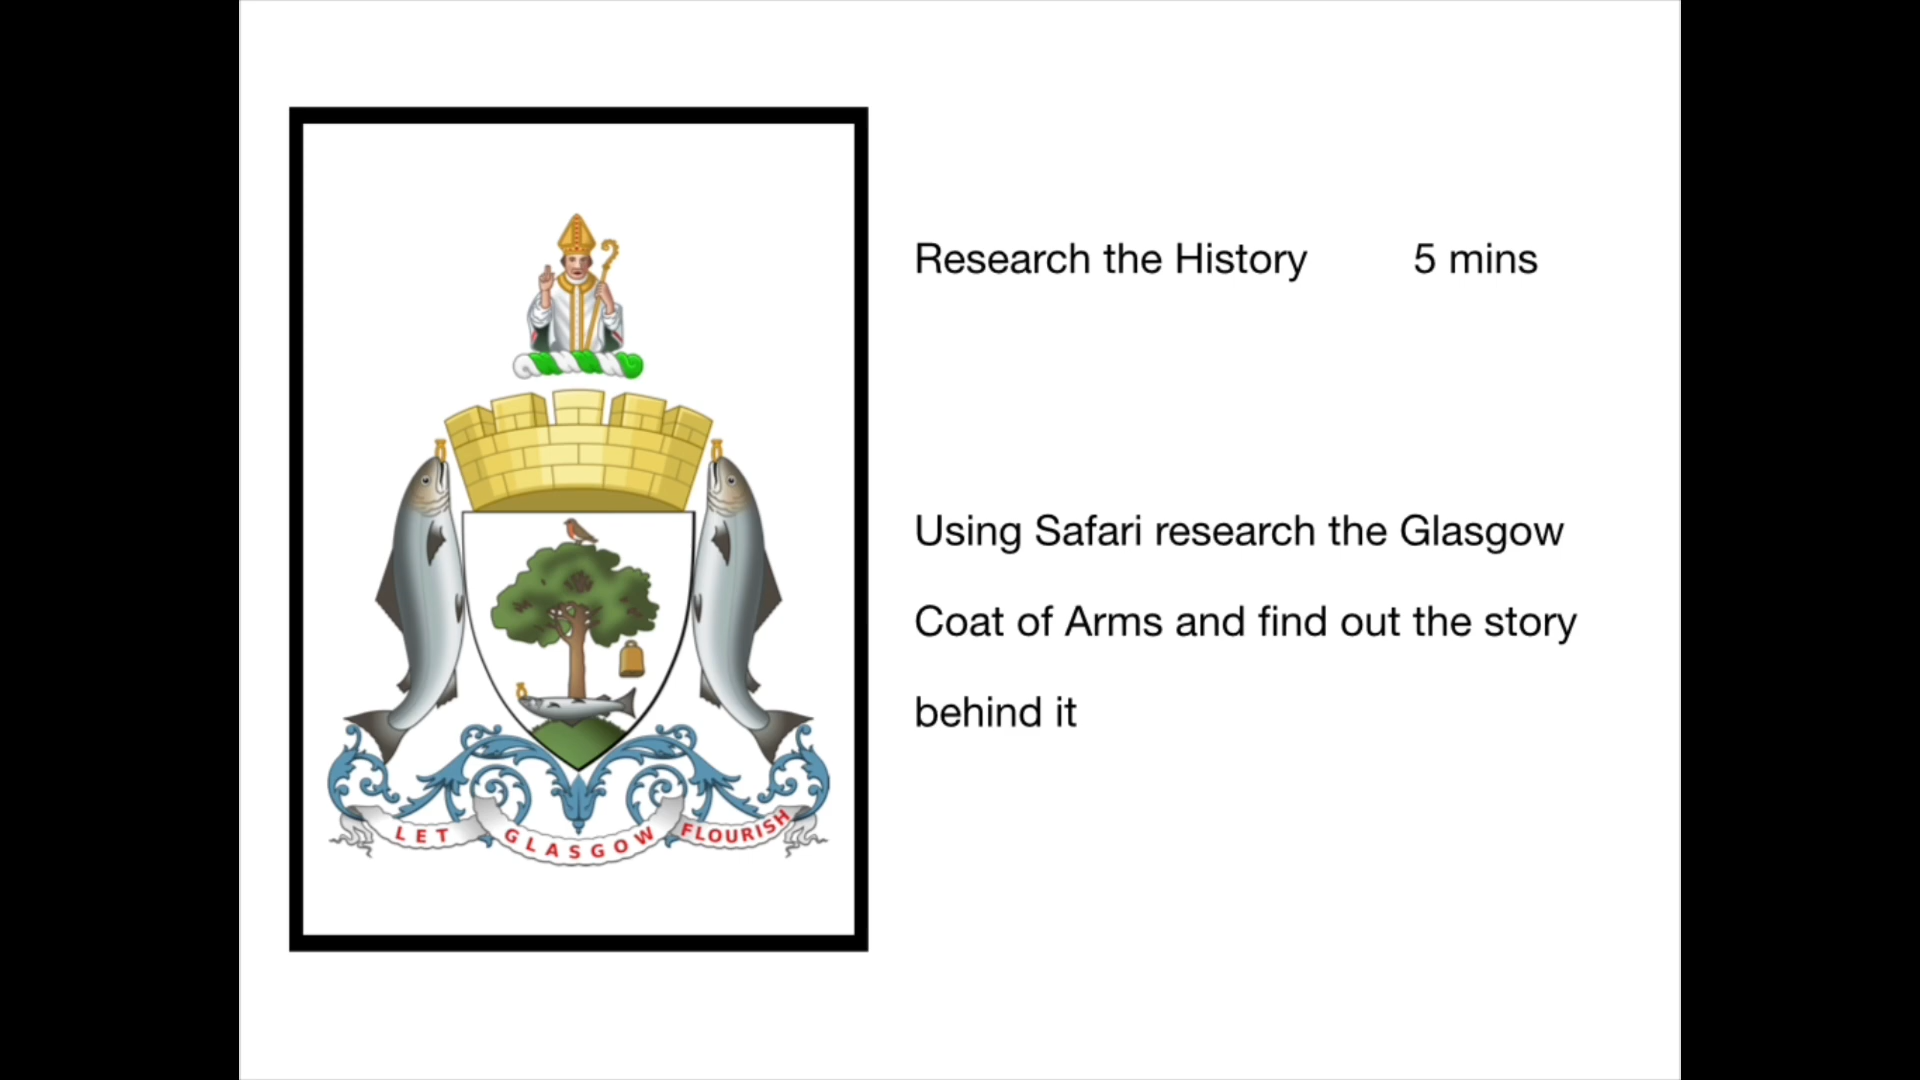 Research the History 5 mins
Using Safari research the Glasgow
Coat of Arms and find out the story
behind it
LET GLASGOW FLOURISH